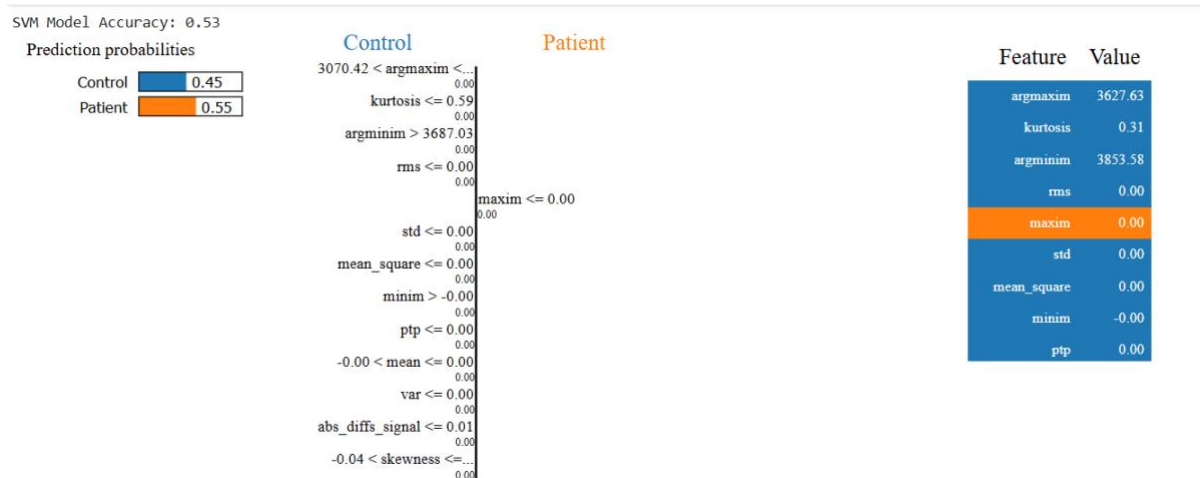 SVM Model Accuracy: 0.53
Prediction probabilities
Control 0.45
Patient 0.55
Control Patient
3070.42 < argmaxim <...
0.00
kurtosis <= 0.59
0.00
argminim > 3687.03
0.00
rms <= 0.00
0.00
maxim <= 0.00
0.00
std <= 0.00
0.00
mean_square <= 0.00
0.00
minim > -0.00
0.00
ptp <= 0.00
0.00
-0.00 < mean <= 0.00
0.00
var <= 0.00
0.00
abs_diffs_signal <= 0.01
0.00
-0.04 < skewness <=...
0.00
Feature Value
argmaxim 3627.63
kurtosis 0.31
argminim 3853.58
rms 0.00
maxim 0.00
std 0.00
mean_square 0.00
minim -0.00
ptp 0.00